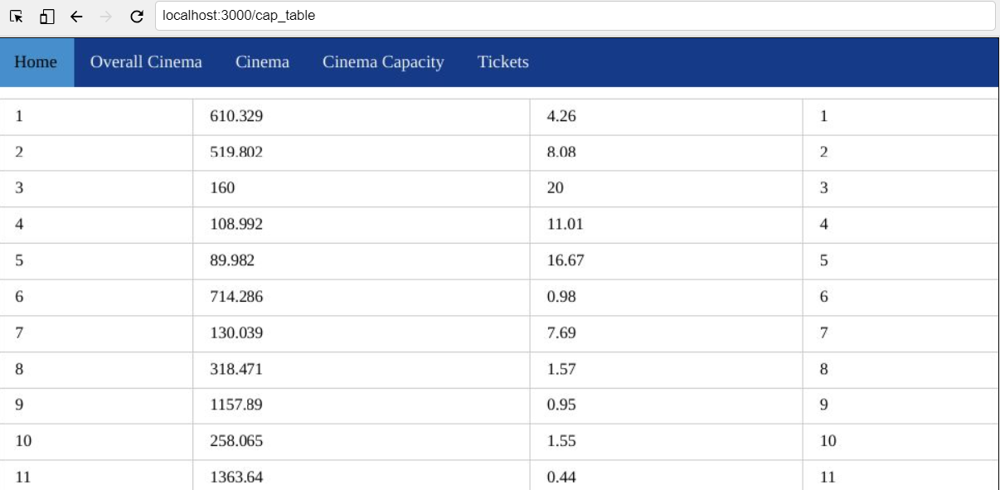 localhost:3000/cap_table
Home Overall Cinema Cinema Cinema Capacity Tickets
1 610.329 4.26 1
2 519.802 8.08 2
3 160 20 3
4 108.992 11.01 4
5 89.982 16.67 5
6 714.286 0.98 6
7 130.039 7.69 7
8 318.471 1.57 8
9 1157.89 0.95 9
10 258.065 1.55 10
11 1363.64 0.44 11